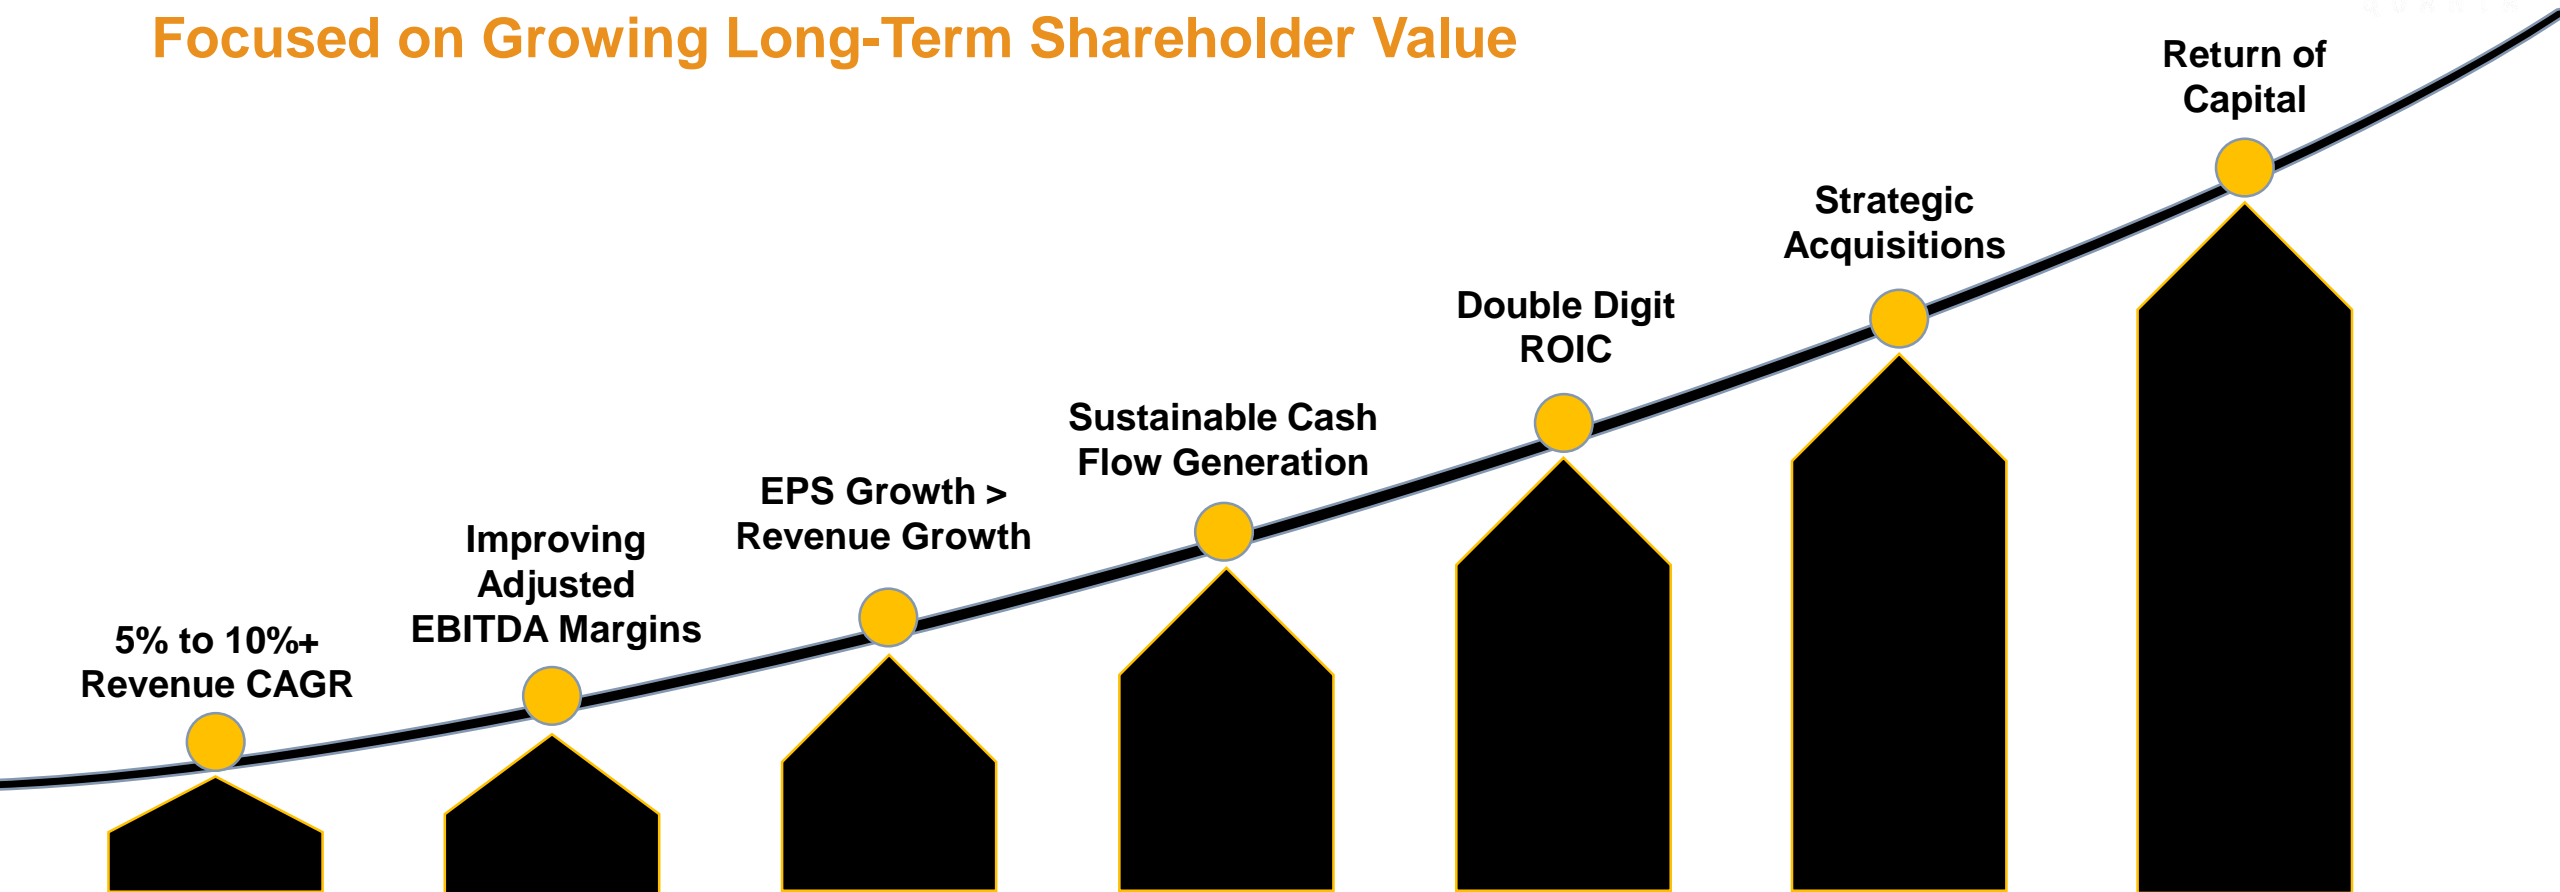 Focused on Growing Long-Term Shareholder Value
Return of
Capital
Strategic
Acquisitions
Double Digit
ROIC
Sustainable Cash
Flow Generation
EPS Growth >
Revenue Growth
Improving
Adjusted
EBITDA Margins
5% to 10%+
Revenue CAGR